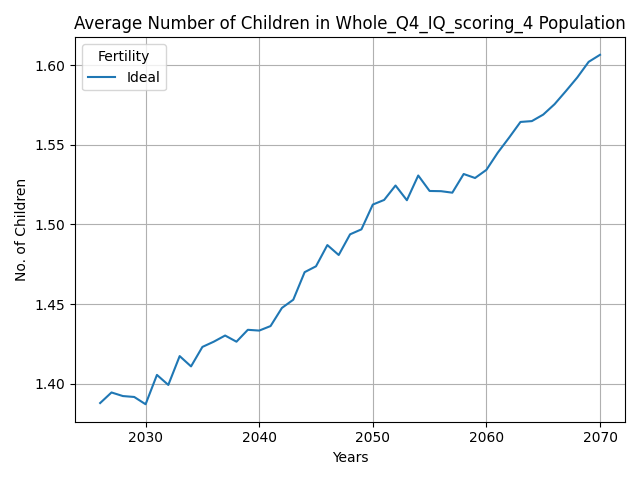 Average Number of Children in Whole_Q4_IQ_scoring_4 Population
Fertility
Ideal
1.60
1.55
1.50
1.45
1.40
No. of Children
2030 2040 2050 2060 2070
Years